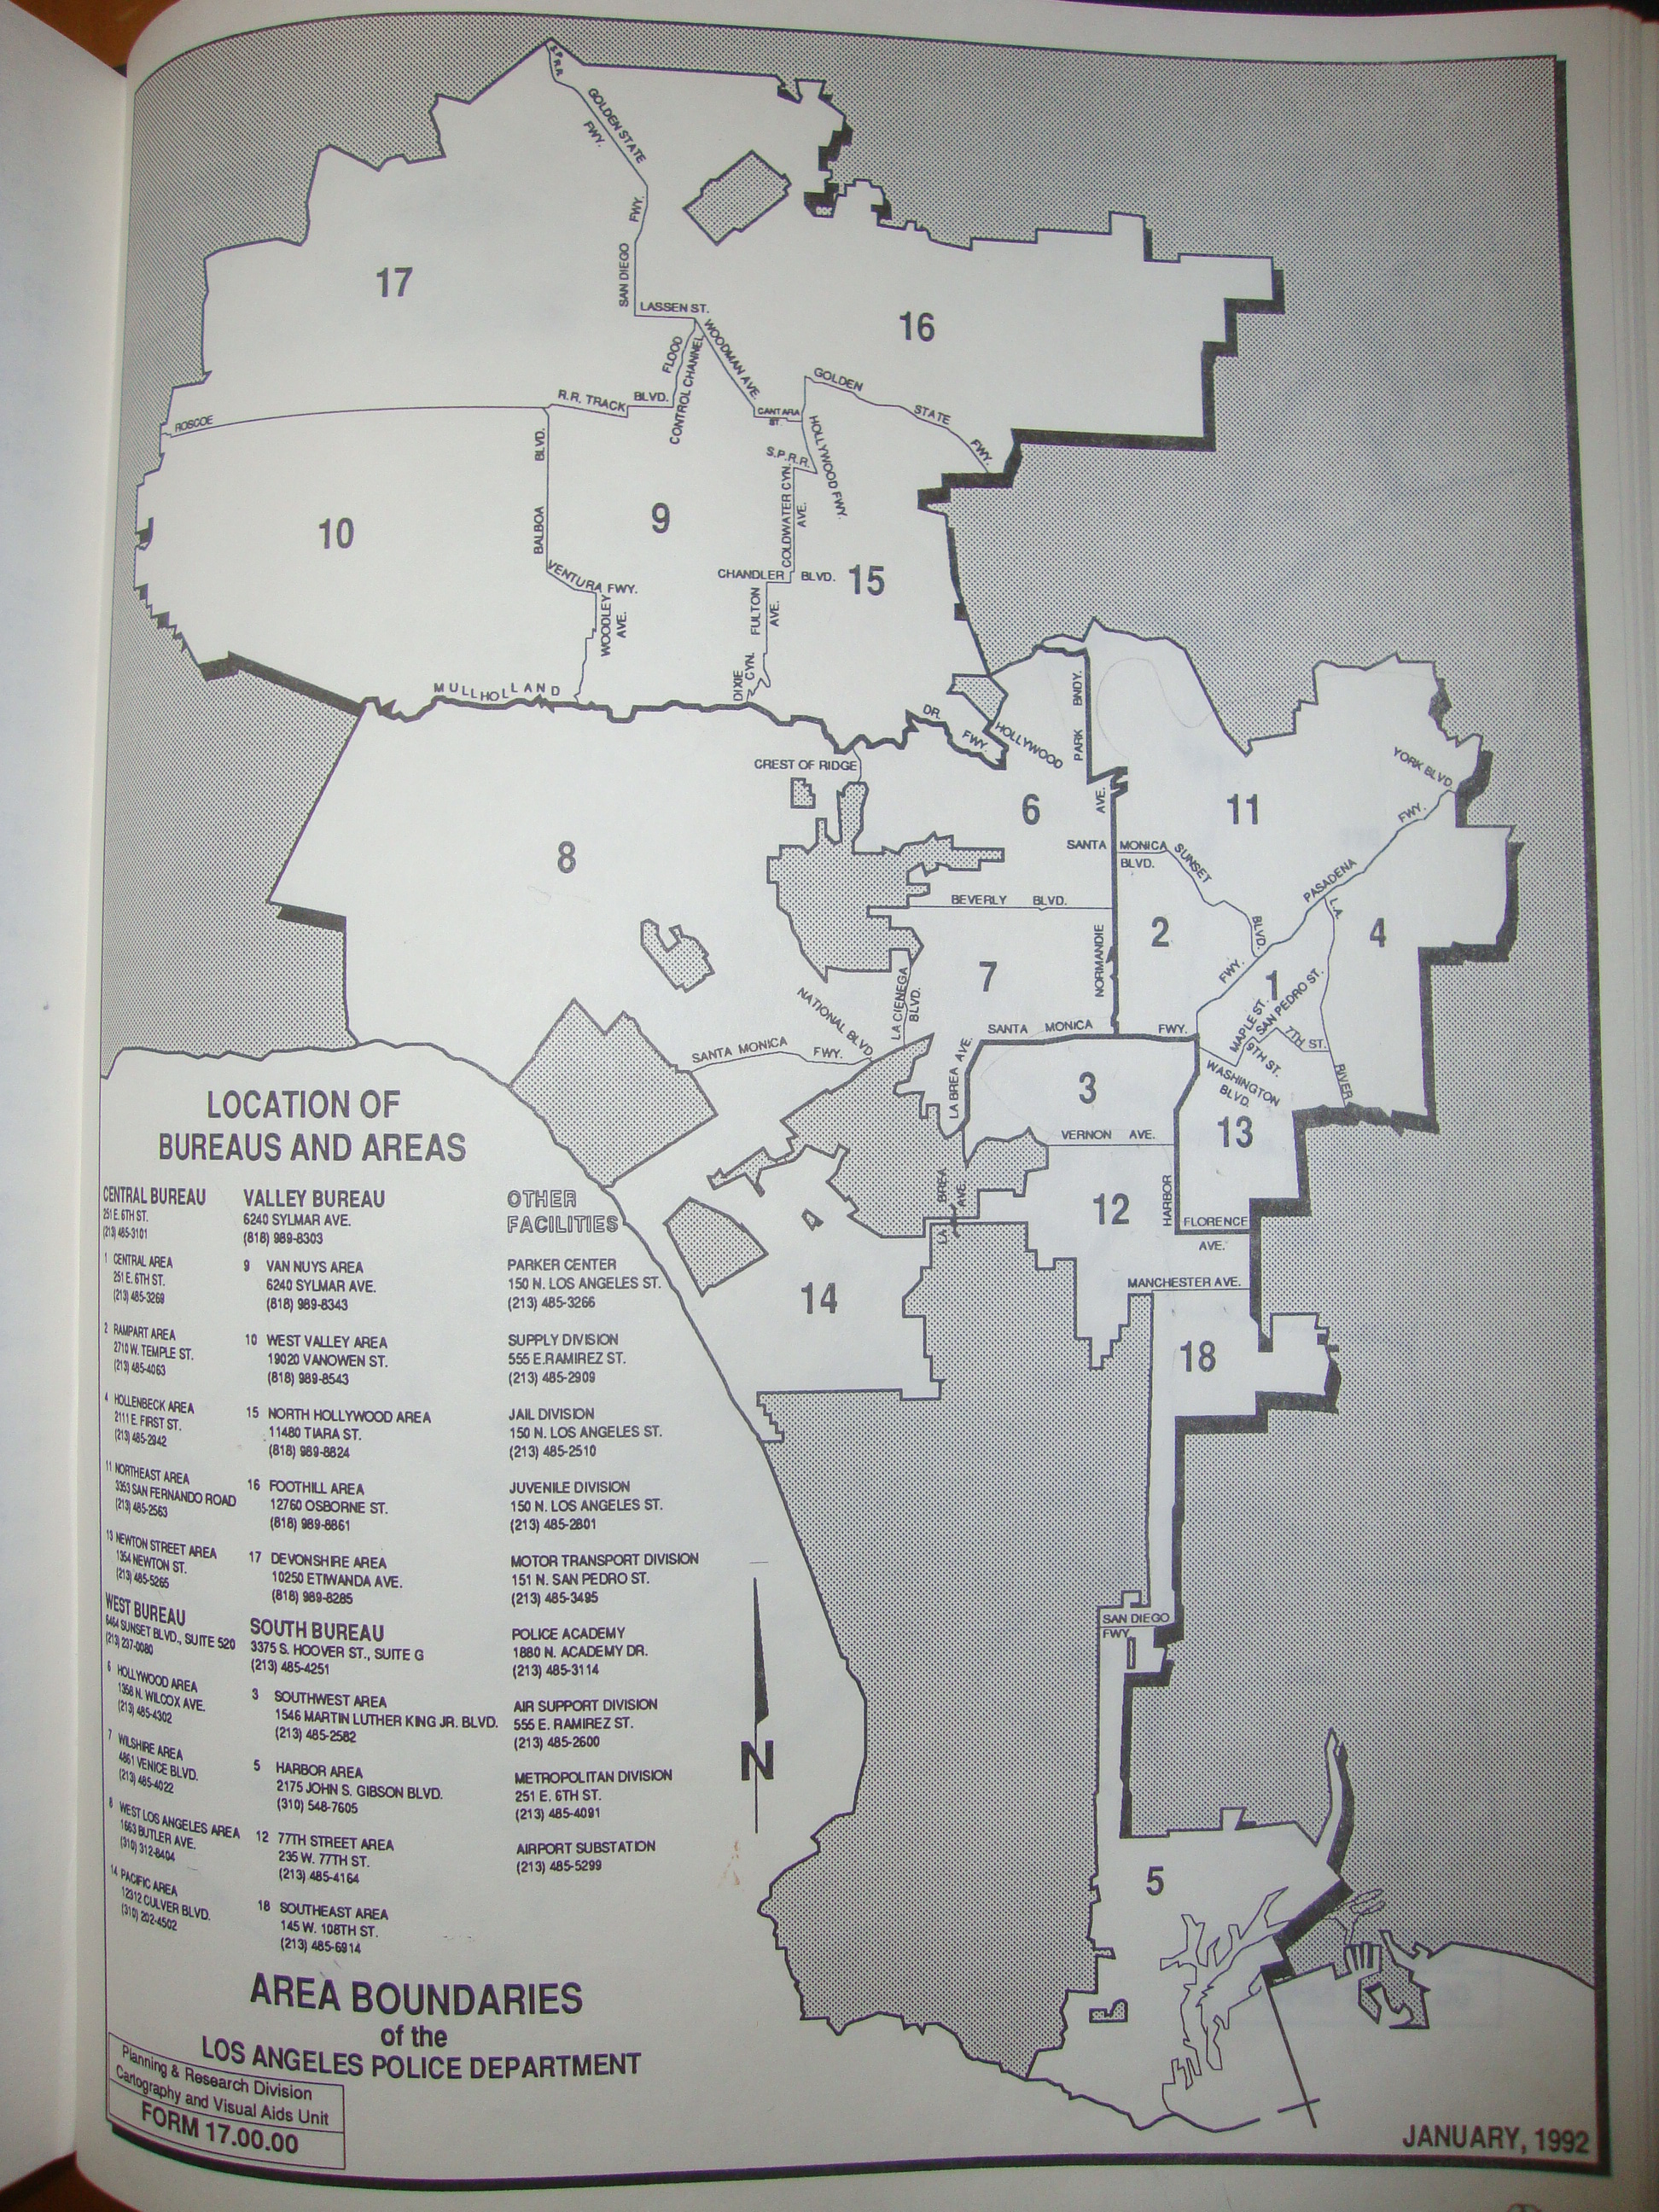 S.P.R.R.
GOLDEN STATE
FWY.
FWY.
SAN DIEGO
17
LASSEN ST.
16
FLOOD
CONTROL CHANNEL
WOODMAN AVE
GOLDEN
STATE
FWY.
R.R. TRACK
BLVD.
CANTARA
ST.
ROSCOE
BLVD.
BALBOA
S.P.R.R.
HOLLYWOOD FWY.
COLDWATER CYN.
AVE.
10
9
15
VENTURA FWY.
CHANDLER
BLVD.
WOODLEY
AVE.
FULTON
AVE.
DIXIE
CYN.
MULLHOLLAND
DR.
HOLLYWOOD
FWY.
PARK BNDY.
CREST OF RIDGE
YORK BLVD.
6
AVE.
11
FWY.
8
SANTA
MONICA
BLVD.
SUNSET
PASADENA
BEVERLY BLVD.
L.A.
BLVD.
2
4
NORMANDIE
7
FWY.
1
LA CIENEGA
BLVD.
NATIONAL BLVD.
MAPLE ST.
SAN PEDRO ST.
SANTA MONICA
FWY.
SANTA MONICA
FWY.
7TH ST.
9TH ST.
WASHINGTON
BLVD.
RIVER
LA BREA AVE.
3
13
VERNON AVE.
LA BREA
AVE.
12
HARBOR
FLORENCE
AVE.
MANCHESTER AVE.
14
18
SAN DIEGO
FWY.
5
N
LOCATION OF
BUREAUS AND AREAS
CENTRAL BUREAU
251 E. 6TH ST.
(213) 485-3101
1 CENTRAL AREA
251 E. 6TH ST.
(213) 485-3269
2 RAMPART AREA
2710 W. TEMPLE ST.
(213) 485-4063
4 HOLLENBECK AREA
2111 E. FIRST ST.
(213) 485-2942
11 NORTHEAST AREA
3353 SAN FERNANDO ROAD
(213) 485-2563
13 NEWTON STREET AREA
1354 NEWTON ST.
(213) 485-5265
WEST BUREAU
6464 SUNSET BLVD., SUITE 520
(213) 237-0080
6 HOLLYWOOD AREA
1358 N. WILCOX AVE.
(213) 485-4302
7 WILSHIRE AREA
4861 VENICE BLVD.
(213) 485-4022
8 WEST LOS ANGELES AREA
1663 BUTLER AVE.
(310) 312-8404
14 PACIFIC AREA
12312 CULVER BLVD.
(310) 202-4502
VALLEY BUREAU
6240 SYLMAR AVE.
(818) 989-8303
9 VAN NUYS AREA
6240 SYLMAR AVE.
(818) 989-8343
10 WEST VALLEY AREA
19020 VANOWEN ST.
(818) 989-8543
15 NORTH HOLLYWOOD AREA
11480 TIARA ST.
(818) 989-8824
16 FOOTHILL AREA
12760 OSBORNE ST.
(818) 989-8861
17 DEVONSHIRE AREA
10250 ETIWANDA AVE.
(818) 989-8285
SOUTH BUREAU
3375 S. HOOVER ST., SUITE G
(213) 485-4251
3 SOUTHWEST AREA
1546 MARTIN LUTHER KING JR. BLVD.
(213) 485-2582
5 HARBOR AREA
2175 JOHN S. GIBSON BLVD.
(310) 548-7605
12 77TH STREET AREA
235 W. 77TH ST.
(213) 485-4164
18 SOUTHEAST AREA
145 W. 108TH ST.
(213) 485-6914
OTHER
FACILITIES
PARKER CENTER
150 N. LOS ANGELES ST.
(213) 485-3266
SUPPLY DIVISION
555 E.RAMIREZ ST.
(213) 485-2909
JAIL DIVISION
150 N. LOS ANGELES ST.
(213) 485-2510
JUVENILE DIVISION
150 N. LOS ANGELES ST.
(213) 485-2801
MOTOR TRANSPORT DIVISION
151 N. SAN PEDRO ST.
(213) 485-3495
POLICE ACADEMY
1880 N. ACADEMY DR.
(213) 485-3114
AIR SUPPORT DIVISION
555 E. RAMIREZ ST.
(213) 485-2600
METROPOLITAN DIVISION
251 E. 6TH ST.
(213) 485-4091
AIRPORT SUBSTATION
(213) 485-5299
AREA BOUNDARIES
of the
LOS ANGELES POLICE DEPARTMENT
Planning & Research Division
Cartography and Visual Aids Unit
FORM 17.00.00
JANUARY, 1992